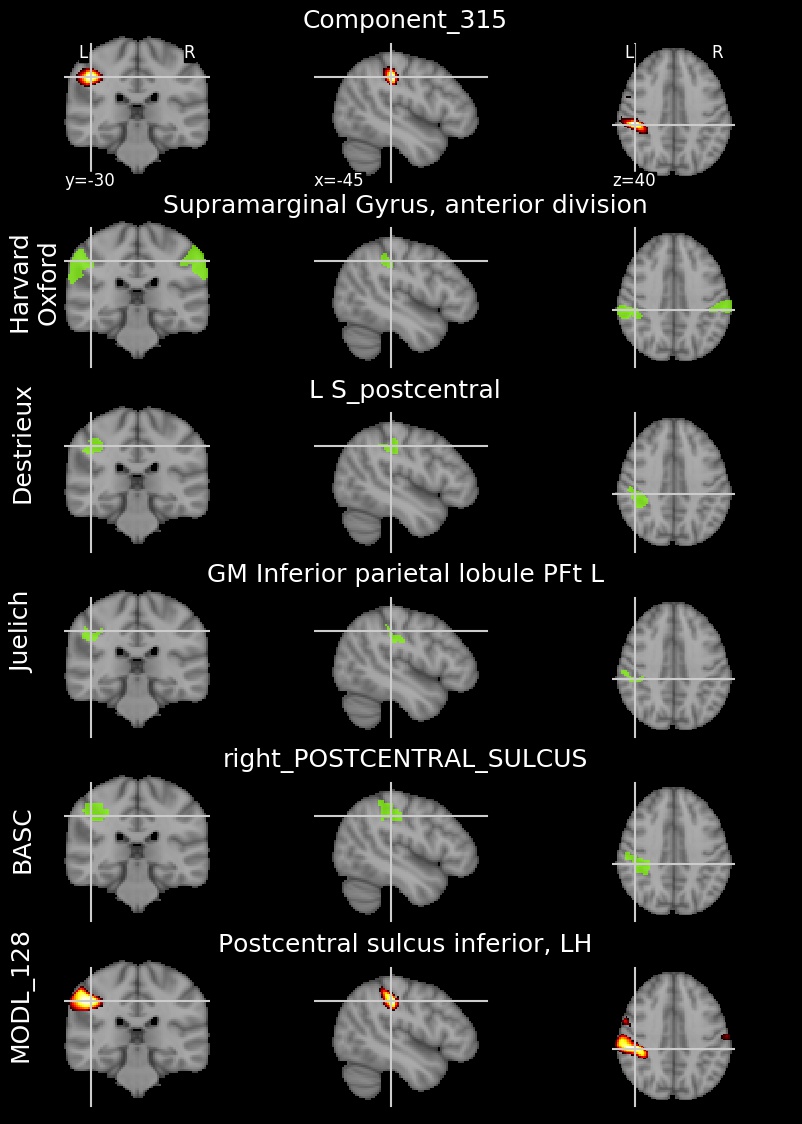 Component_315
L R
L R
y=-30 x=-45 z=40
Supramarginal Gyrus, anterior division
Harvard
Oxford
L S_postcentral
Destrieux
GM Inferior parietal lobule PFt L
Juelich
right_POSTCENTRAL_SULCUS
BASC
Postcentral sulcus inferior, LH
MODL_128